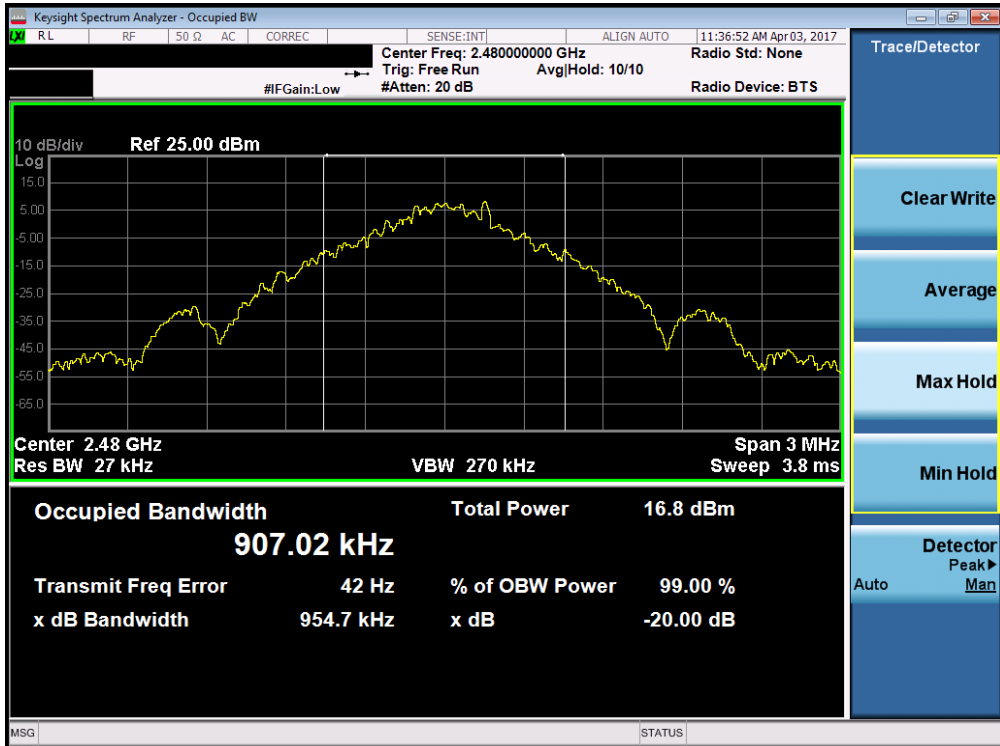 Keysight Spectrum Analyzer - Occupied BW
LXI RL RF 50 Ω AC CORREC SENSE:INT ALIGN AUTO 11:36:52 AM Apr 03, 2017
Center Freq: 2.480000000 GHz Radio Std: None
Trig: Free Run Avg|Hold: 10/10
#IFGain:Low #Atten: 20 dB Radio Device: BTS
10 dB/div Ref 25.00 dBm
Log
15.0
5.00
-5.00
-15.0
-25.0
-35.0
-45.0
-55.0
-65.0
Center 2.48 GHz Span 3 MHz
Res BW 27 kHz VBW 270 kHz Sweep 3.8 ms
Occupied Bandwidth Total Power 16.8 dBm
907.02 kHz
Transmit Freq Error 42 Hz % of OBW Power 99.00 %
x dB Bandwidth 954.7 kHz x dB -20.00 dB
MSG STATUS
Trace/Detector
Clear Write
Average
Max Hold
Min Hold
Detector
Peak▶
Auto Man